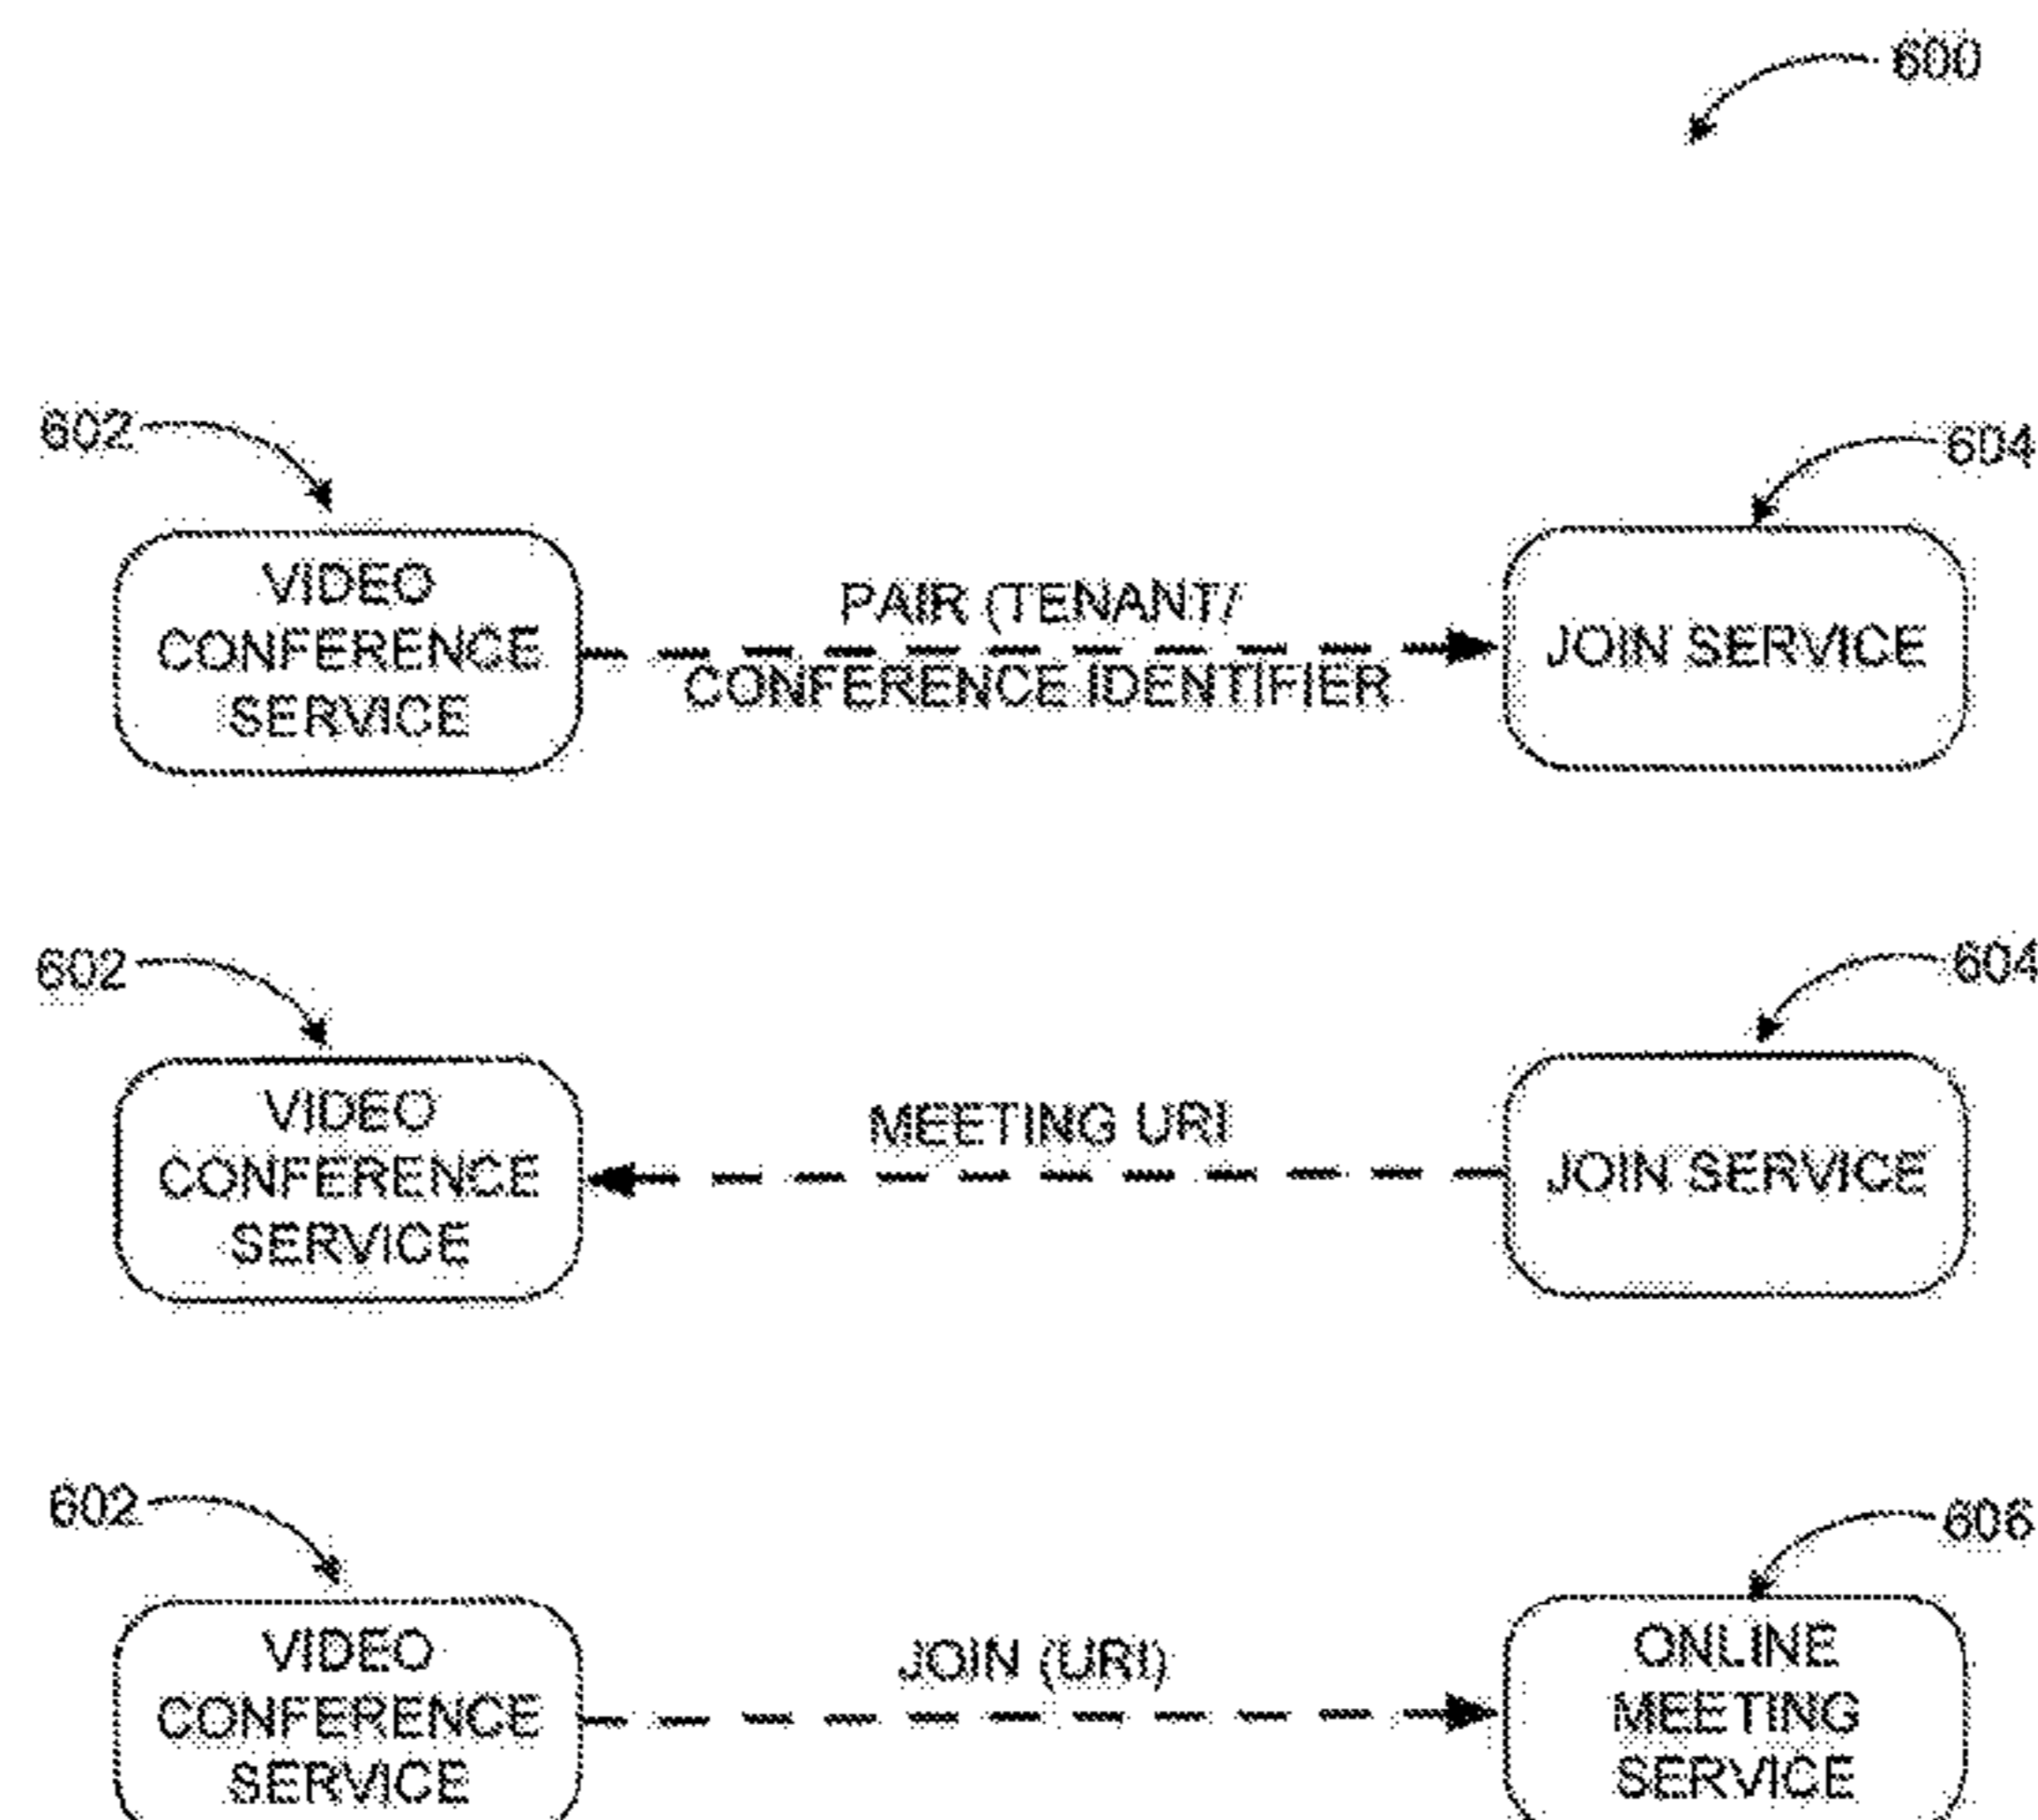 600
602
604
VIDEO
CONFERENCE
SERVICE
PAIR (TENANT/
CONFERENCE IDENTIFIER
JOIN SERVICE
602
604
VIDEO
CONFERENCE
SERVICE
MEETING URI
JOIN SERVICE
602
606
VIDEO
CONFERENCE
SERVICE
JOIN (URI)
ONLINE
MEETING
SERVICE